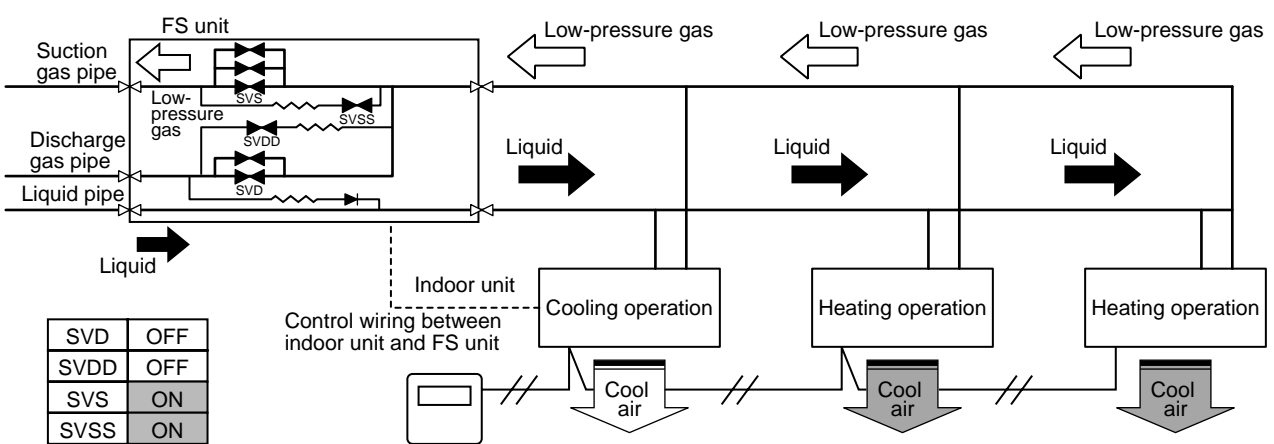 FS unit
Low-pressure gas
Low-pressure gas
Low-pressure gas
Suction
gas pipe
SVS
Low-
pressure
gas
SVSS
SVDD
Discharge
gas pipe
SVD
Liquid pipe
Liquid
Liquid
Liquid
Liquid
Indoor unit
Control wiring between
indoor unit and FS unit
Cooling operation
Heating operation
Heating operation
SVD OFF
SVDD OFF
SVS ON
SVSS ON
Cool
air
Cool
air
Cool
air